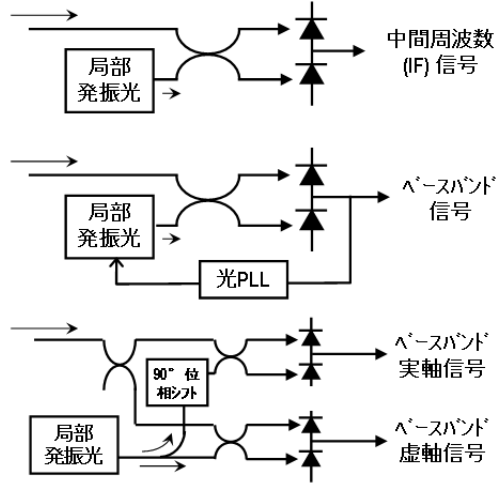 局部
発振光
中間周波数
(IF) 信号
局部
発振光
光PLL
ベースバンド
信号
90°位
相シフト
局部
発振光
ベースバンド
実軸信号
ベースバンド
虚軸信号